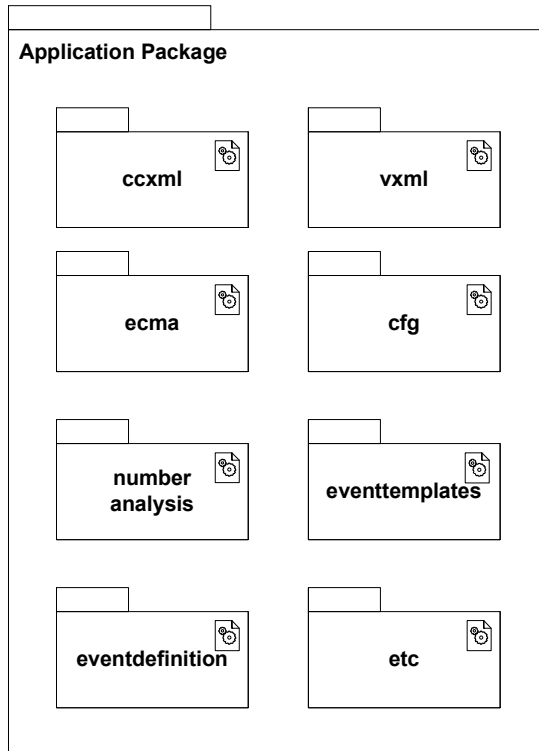 Application Package
ccxml
vxml
ecma
cfg
number
analysis
eventtemplates
eventdefinition
etc